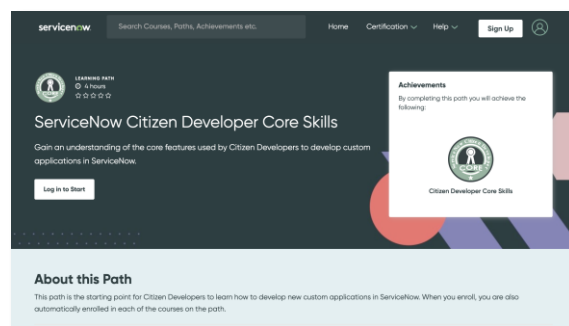 servicenow
Search Courses, Paths, Achievements etc.
Home
Certification
Help
Sign Up
LEARNING PATH
4 hours
ServiceNow Citizen Developer Core Skills
Gain an understanding of the core features used by Citizen Developers to develop custom
applications in ServiceNow.
Log in to Start
Achievements
By completing this path you will achieve the
following:
CORE
Citizen Developer Core Skills
About this Path
This path is the starting point for Citizen Developers to learn how to develop new custom applications in ServiceNow. When you enroll, you are also
automatically enrolled in each of the courses on the path.